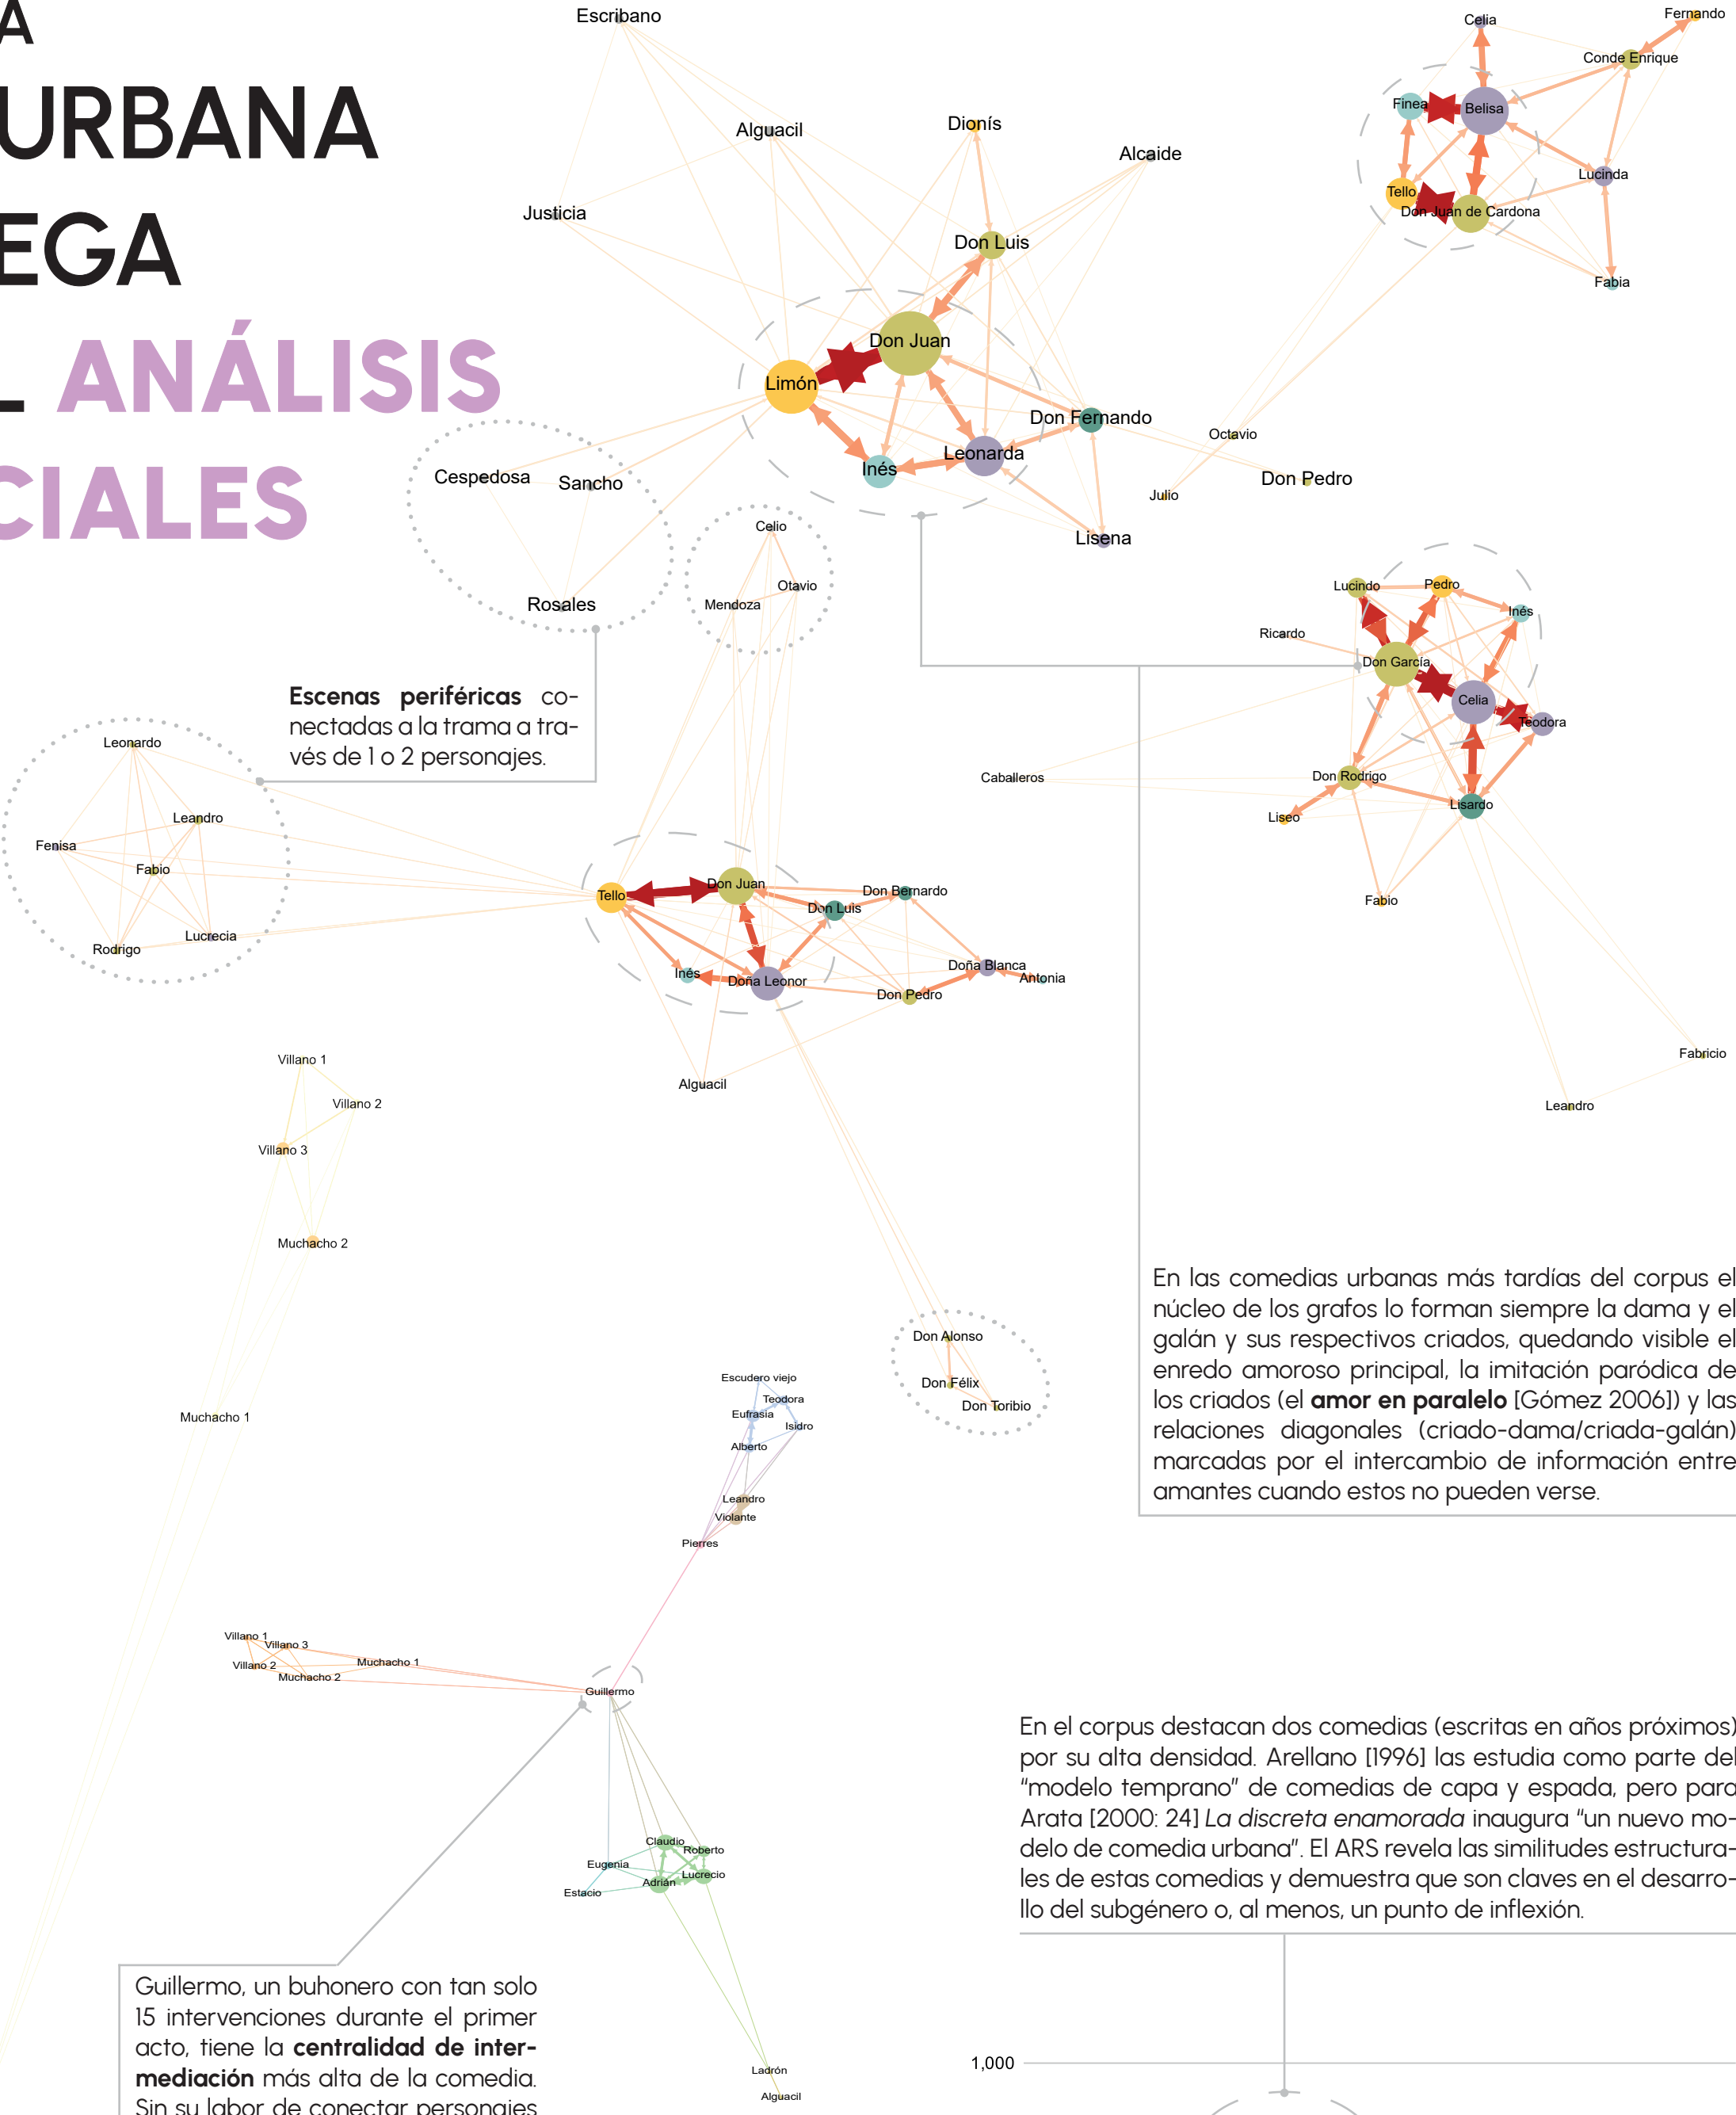 A
URBANA
EGA
L ANÁLISIS
CIALES
Escribano
Alguacil
Dionís
Alcaide
Justicia
Don Luis
Don Juan
Limón
Don Fernando
Leonarda
Inés
Cespedosa
Sancho
Don Pedro
Lisena
Rosales
Celia
Fernando
Conde Enrique
Finea
Belisa
Lucinda
Tello
Don Juan de Cardona
Fabia
Octavio
Julio
Celio
Otavio
Mendoza
Lucindo
Pedro
Inés
Ricardo
Don García
Celia
Teodora
Caballeros
Don Rodrigo
Lisardo
Liseo
Fabio
Fabricio
Leandro
Escenas periféricas co-
nectadas a la trama a tra-
vés de 1 o 2 personajes.
Leonardo
Leandro
Fenisa
Fabio
Lucrecia
Rodrigo
Tello
Don Juan
Don Bernardo
Don Luis
Doña Blanca
Inés
Doña Leonor
Antonia
Don Pedro
Alguacil
Villano 1
Villano 2
Villano 3
Muchacho 2
Muchacho 1
Don Alonso
Don Félix
Don Toribio
En las comedias urbanas más tardías del corpus el
núcleo de los grafos lo forman siempre la dama y el
galán y sus respectivos criados, quedando visible el
enredo amoroso principal, la imitación paródica de
los criados (el amor en paralelo [Gómez 2006]) y las
relaciones diagonales (criado-dama/criada-galán)
marcadas por el intercambio de información entre
amantes cuando estos no pueden verse.
Escudero viejo
Teodora
Eufrasia
Isidro
Alberto
Leandro
Violante
Pierres
Villano 1
Villano 3
Villano 2
Muchacho 1
Muchacho 2
Guillermo
En el corpus destacan dos comedias (escritas en años próximos)
por su alta densidad. Arellano [1996] las estudia como parte del
“modelo temprano” de comedias de capa y espada, pero para
Arata [2000: 24] La discreta enamorada inaugura “un nuevo mo-
delo de comedia urbana”. El ARS revela las similitudes estructura-
les de estas comedias y demuestra que son claves en el desarro-
llo del subgénero o, al menos, un punto de inflexión.
Claudio
Roberto
Eugenia
Lucrecio
Adrián
Estacio
Guillermo, un buhonero con tan solo
15 intervenciones durante el primer
acto, tiene la centralidad de inter-
mediación más alta de la comedia.
Sin su labor de conectar personajes
Ladrón
Alguacil
1,000